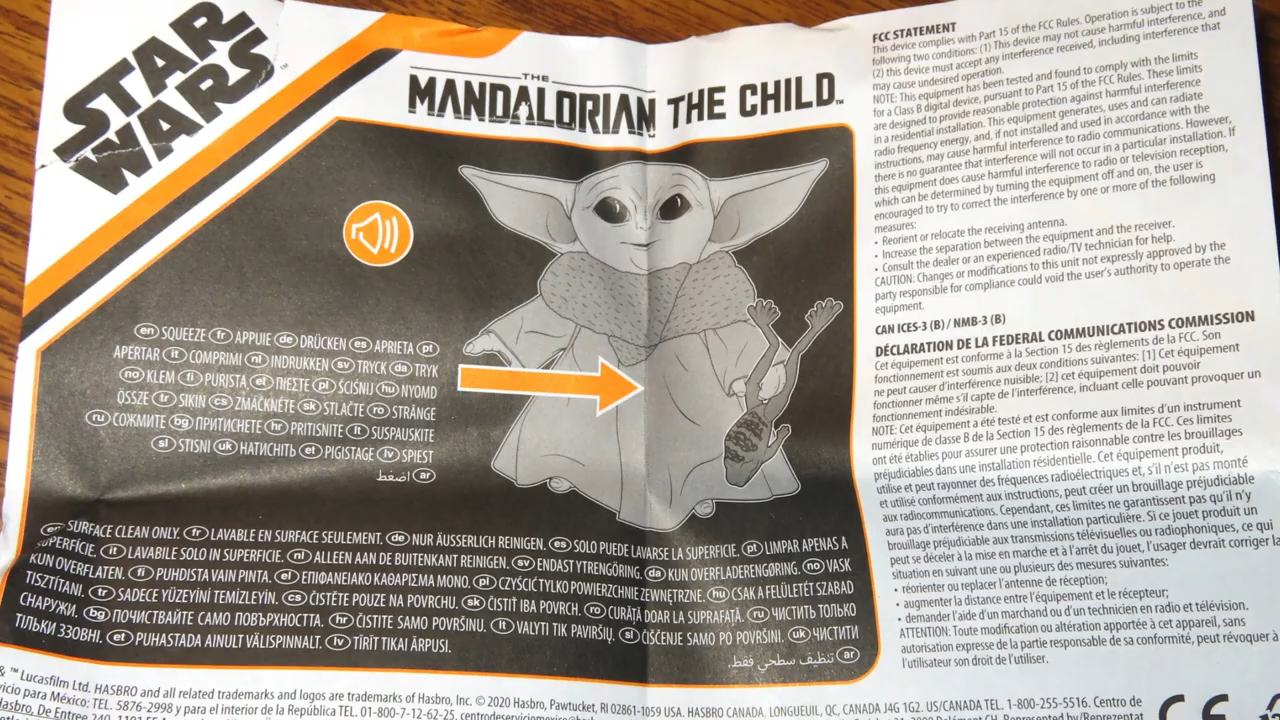 STAR
WARS
THE
MANDALORIAN THE CHILD™
en SQUEEZE fr APPUIE de DRÜCKEN es APRIETA pt
APERTAR it COMPRIMI nl INDRUKKEN sv TRYCK da TRYK
no KLEM fi PURISTA el ΠΙΕΣΤΕ pl ŚCIŚNIJ hu NYOMD
ÖSSZE tr SIKIN cs ZMÁČKNĚTE sk STLAČTE ro STRÂNGE
ru СОЖМИТЕ bg ПРИТИСНЕТЕ hr PRITISNITE lt SUSPAUSKITE
sl STISNI uk НАТИСНІТЬ et PIGISTAGE lv SPIEST
ar اضغط
en SURFACE CLEAN ONLY. fr LAVABLE EN SURFACE SEULEMENT. de NUR ÄUSSERLICH REINIGEN. es SOLO PUEDE LAVARSE LA SUPERFICIE. pt LIMPAR APENAS A
SUPERFÍCIE. it LAVABILE SOLO IN SUPERFICIE. nl ALLEEN AAN DE BUITENKANT REINIGEN. sv ENDAST YTRENGÖRING. da KUN OVERFLADERENGØRING. no VASK
KUN OVERFLATEN. fi PUHDISTA VAIN PINTA. el ΕΠΙΦΑΝΕΙΑΚΟ ΚΑΘΑΡΙΣΜΑ ΜΟΝΟ. pl CZYŚCIĆ TYLKO POWIERZCHNIE ZEWNĘTRZNE. hu CSAK A FELÜLETÉT SZABAD
TISZTÍTANI. tr SADECE YÜZEYİNİ TEMİZLEYİN. cs ČISTĚTE POUZE NA POVRCHU. sk ČISTIŤ IBA POVRCH. ro CURĂȚĂ DOAR LA SUPRAFAȚĂ. ru ЧИСТИТЬ ТОЛЬКО
СНАРУЖИ. bg ПОЧИСТВАЙТЕ САМО ПОВЪРХНОСТТА. hr ČISTITE SAMO POVRŠINU. lt VALYTI TIK PAVIRŠIŲ. sl ČIŠČENJE SAMO PO POVRŠINI. uk ЧИСТИТИ
ТІЛЬКИ ЗЗОВНІ. et PUHASTADA AINULT VÄLISPINNALT. lv TĪRĪT TIKAI ĀRPUSI.
ar تنظيف سطحي فقط.
& ™ Lucasfilm Ltd. HASBRO and all related trademarks and logos are trademarks of Hasbro, Inc. © 2020 Hasbro, Pawtucket, RI 02861-1059 USA. HASBRO CANADA, LONGUEUIL, QC, CANADA J4G 1G2. US/CANADA TEL. 1-800-255-5516. Centro de
para México: TEL. 5876-2998 y para el interior de la República TEL. 01-800-7-12-62-25.
FCC STATEMENT
This device complies with Part 15 of the FCC Rules. Operation is subject to the
following two conditions: (1) This device may not cause harmful interference, and
(2) this device must accept any interference received, including interference that
may cause undesired operation.
NOTE: This equipment has been tested and found to comply with the limits
for a Class B digital device, pursuant to Part 15 of the FCC Rules. These limits
are designed to provide resonable protection against harmful interference
in a residential installation. This equipment generates, uses and can radiate
radio frequency energy, and, if not installed and used in accordance with the
instructions, may cause harmful interference to radio communications. However,
there is no guarantee that interference will not occur in a particular installation. If
this equipment does cause harmful interference to radio or television reception,
which can be determined by turning the equipment off and on, the user is
encouraged to try to correct the interference by one or more of the following
measures:
• Reorient or relocate the receiving antenna.
• Increase the separation between the equipment and the receiver.
• Consult the dealer or an experienced radio/TV technician for help.
CAUTION: Changes or modifications to this unit not expressly approved by the
party responsible for compliance could void the user's authority to operate the
equipment.
CAN ICES-3 (B) / NMB-3 (B)
DÉCLARATION DE LA FEDERAL COMMUNICATIONS COMMISSION
Cet équipement est conforme à la Section 15 des règlements de la FCC. Son
fonctionnement est soumis aux deux conditions suivantes: [1] Cet équipement
ne peut causer d'interférence nuisible; [2] cet équipement doit pouvoir
fonctionner même s'il capte de l'interférence, incluant celle pouvant provoquer un
fonctionnement indésirable.
NOTE: Cet équipement a été testé et est conforme aux limites d'un instrument
numérique de classe B de la Section 15 des règlements de la FCC. Ces limites
ont été établies pour assurer une protection raisonnable contre les brouillages
préjudiciables dans une installation résidentielle. Cet équipement produit,
utilise et peut rayonner des fréquences radioélectriques et, s'il n'est pas monté
et utilisé conformément aux instructions, peut créer un brouillage préjudiciable
aux radiocommunications. Cependant, ces limites ne garantissent pas qu'il n'y
aura pas d'interférence dans une installation particulière. Si ce jouet produit un
brouillage préjudiciable aux transmissions télévisuelles ou radiophoniques, ce qui
peut se déceler à la mise en marche et à l'arrêt du jouet, l'usager devrait corriger la
situation en suivant une ou plusieurs des mesures suivantes:
• réorienter ou replacer l'antenne de réception;
• augmenter la distance entre l'équipement et le récepteur;
• demander l'aide d'un marchand ou d'un technicien en radio et télévision.
ATTENTION: Toute modification ou altération apportée à cet appareil, sans
autorisation expresse de la partie responsable de sa conformité, peut révoquer à
l'utilisateur son droit de l'utiliser.
CE